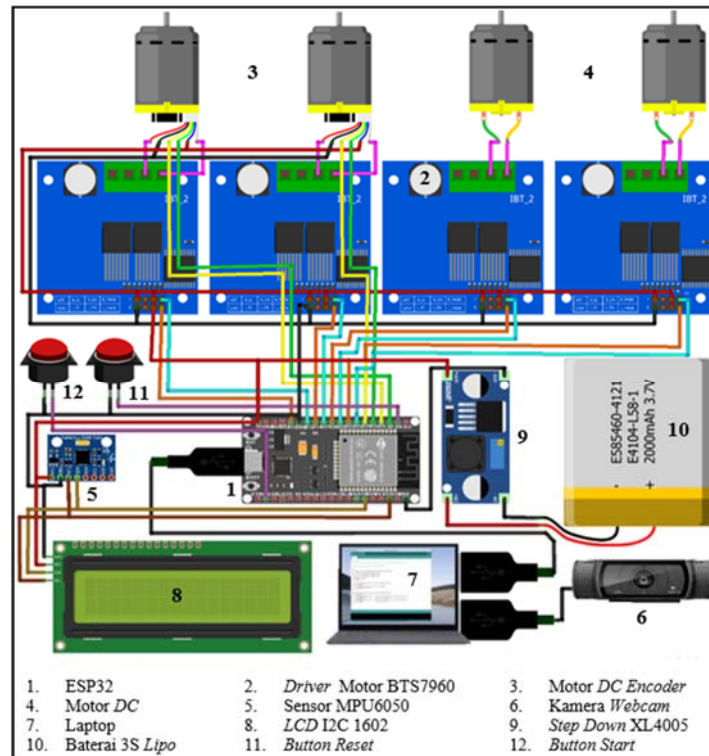 3
4
IBT_2
2
IBT_2
IBT_2
IBT_2
12
11
5
1
9
E585460-4121
E4104-L58-1
2000mAh 3.7V
10
- +
8
7
6
1. ESP32 2. Driver Motor BTS7960 3. Motor DC Encoder
4. Motor DC 5. Sensor MPU6050 6. Kamera Webcam
7. Laptop 8. LCD I2C 1602 9. Step Down XL4005
10. Baterai 3S Lipo 11. Button Reset 12. Button Start